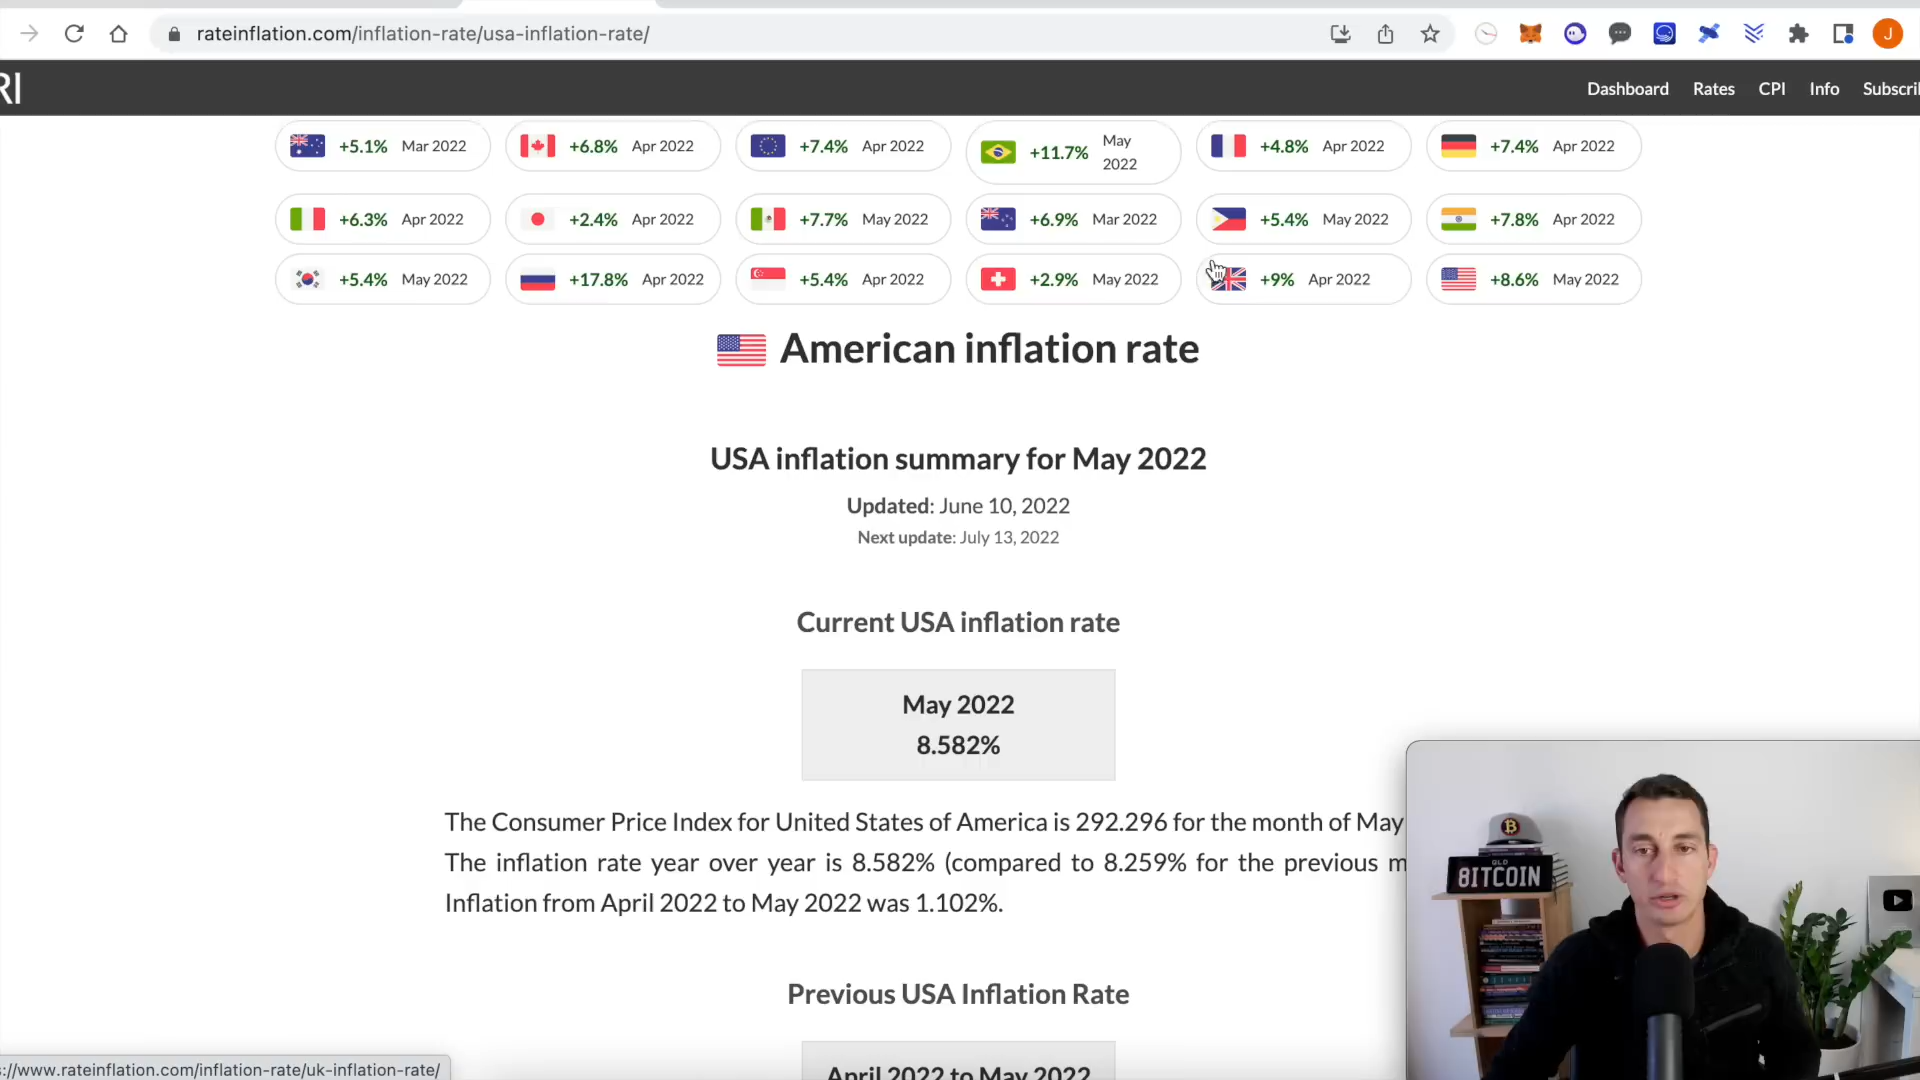 rateinflation.com/inflation-rate/usa-inflation-rate/
J
RI
Dashboard Rates CPI Info Subscri
+5.1% Mar 2022
+6.8% Apr 2022
+7.4% Apr 2022
+11.7% May 2022
+4.8% Apr 2022
+7.4% Apr 2022
+6.3% Apr 2022
+2.4% Apr 2022
+7.7% May 2022
+6.9% Mar 2022
+5.4% May 2022
+7.8% Apr 2022
+5.4% May 2022
+17.8% Apr 2022
+5.4% Apr 2022
+2.9% May 2022
+9% Apr 2022
+8.6% May 2022
American inflation rate
USA inflation summary for May 2022
Updated: June 10, 2022
Next update: July 13, 2022
Current USA inflation rate
May 2022
8.582%
The Consumer Price Index for United States of America is 292.296 for the month of May
The inflation rate year over year is 8.582% (compared to 8.259% for the previous m
Inflation from April 2022 to May 2022 was 1.102%.
Previous USA Inflation Rate
April 2022 to May 2022
QLD
8ITCOIN
://www.rateinflation.com/inflation-rate/uk-inflation-rate/